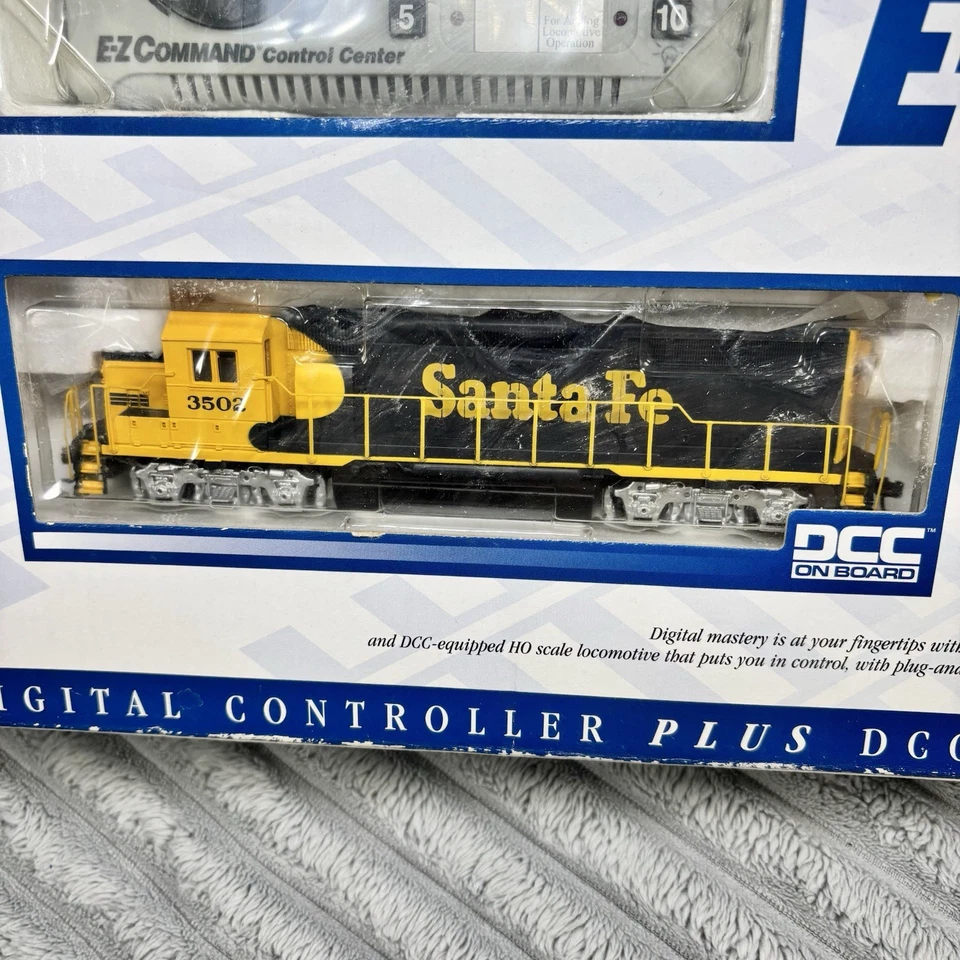 5
For Analog
Locomotive
Operation
10
E-Z COMMAND Control Center
E
Santa Fe
3502
DCC™
ON BOARD
Digital mastery is at your fingertips with
and DCC-equipped HO scale locomotive that puts you in control, with plug-and
IGITAL CONTROLLER PLUS DCC